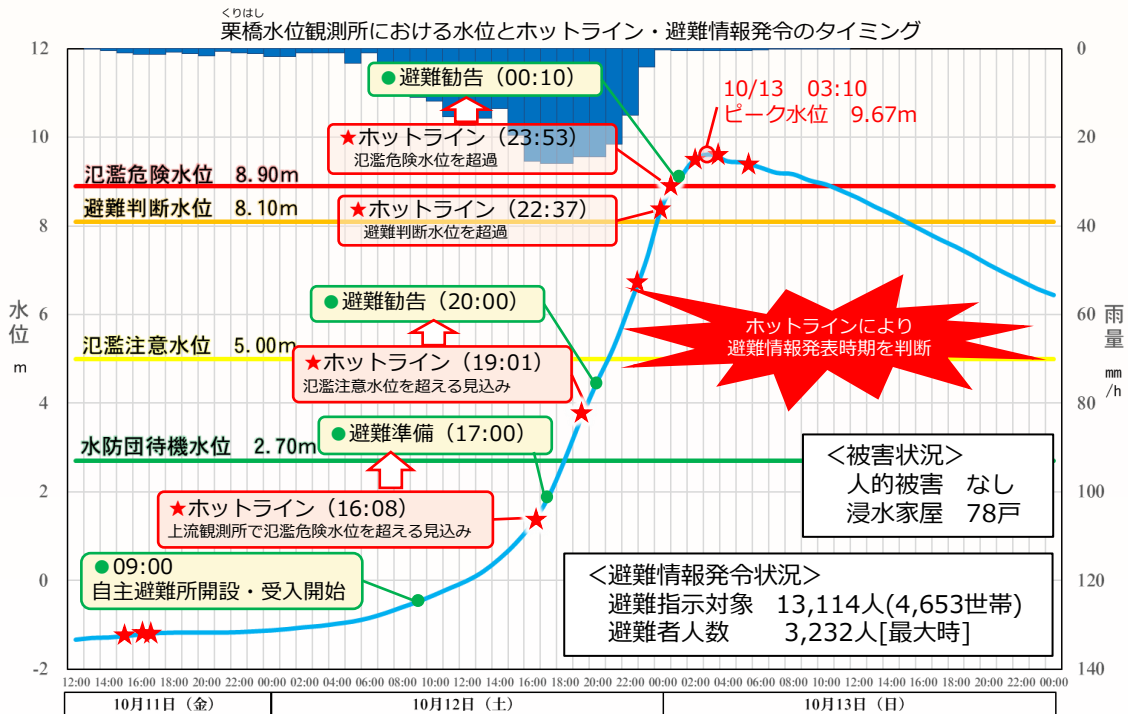 くりはし
栗橋水位観測所における水位とホットライン・避難情報発令のタイミング
12
10
8
6
4
2
0
-2
水位
m
0
20
40
60
80
100
120
140
雨量
mm
/h
●避難勧告（00:10）
★ホットライン（23:53）
氾濫危険水位を超過
10/13 03:10
ピーク水位 9.67m
氾濫危険水位 8.90m
避難判断水位 8.10m
★ホットライン（22:37）
避難判断水位を超過
●避難勧告（20:00）
ホットラインにより
避難情報発表時期を判断
氾濫注意水位 5.00m
★ホットライン（19:01）
氾濫注意水位を超える見込み
●避難準備（17:00）
水防団待機水位 2.70m
★ホットライン（16:08）
上流観測所で氾濫危険水位を超える見込み
＜被害状況＞
人的被害 なし
浸水家屋 78戸
●09:00
自主避難所開設・受入開始
＜避難情報発令状況＞
避難指示対象 13,114人(4,653世帯)
避難者人数 3,232人[最大時]
12:00 14:00 16:00 18:00 20:00 22:00 00:00 02:00 04:00 06:00 08:00 10:00 12:00 14:00 16:00 18:00 20:00 22:00 00:00 02:00 04:00 06:00 08:00 10:00 12:00 14:00 16:00 18:00 20:00 22:00 00:00
10月11日（金） 10月12日（土） 10月13日（日）